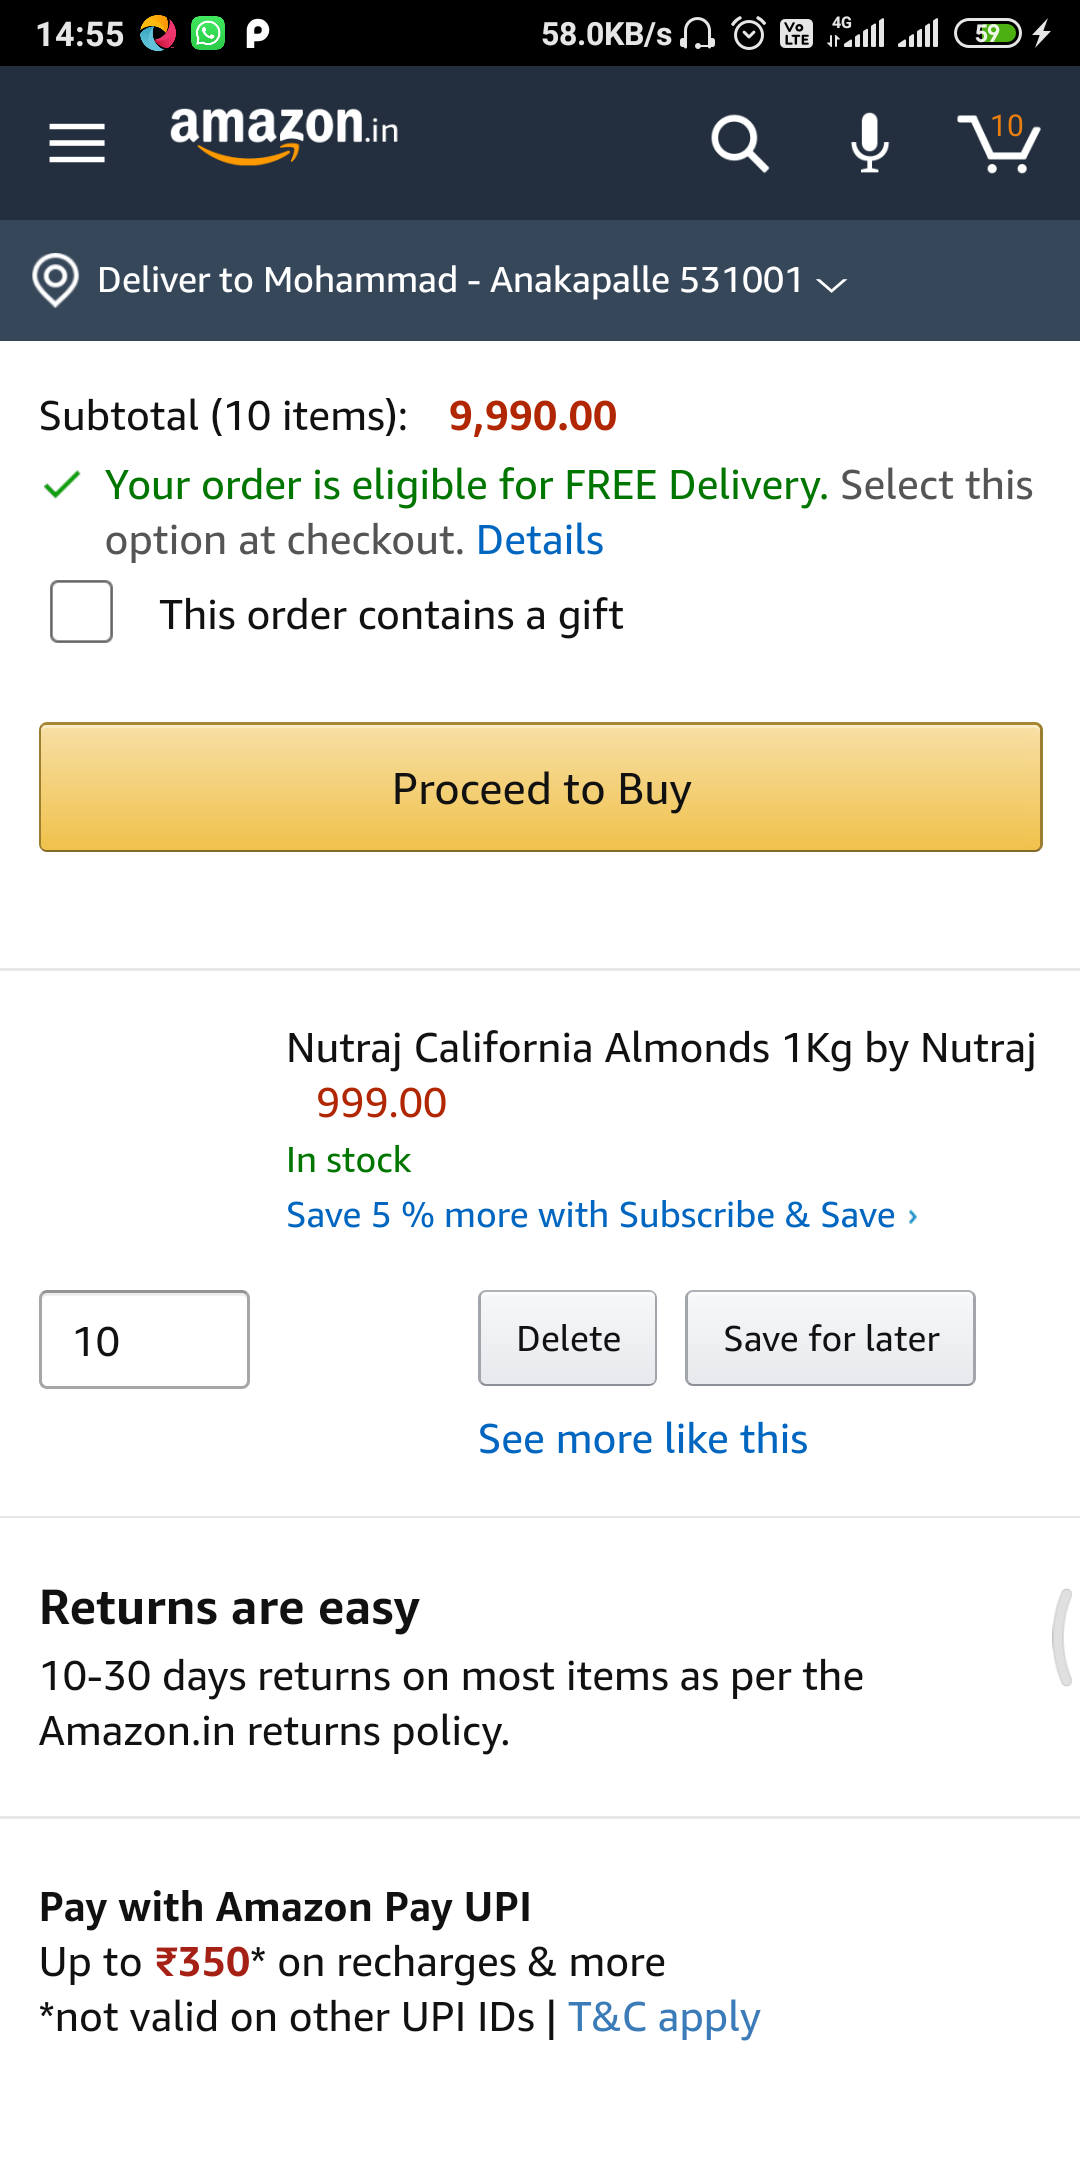 14:55 58.0KB/s Vo LTE 4G 59
amazon.in 10
Deliver to Mohammad - Anakapalle 531001
Subtotal (10 items): 9,990.00
Your order is eligible for FREE Delivery. Select this
option at checkout. Details
This order contains a gift
Proceed to Buy
Nutraj California Almonds 1Kg by Nutraj
999.00
In stock
Save 5 % more with Subscribe & Save ›
10 Delete Save for later
See more like this
Returns are easy
10-30 days returns on most items as per the
Amazon.in returns policy.
Pay with Amazon Pay UPI
Up to ₹350* on recharges & more
*not valid on other UPI IDs | T&C apply